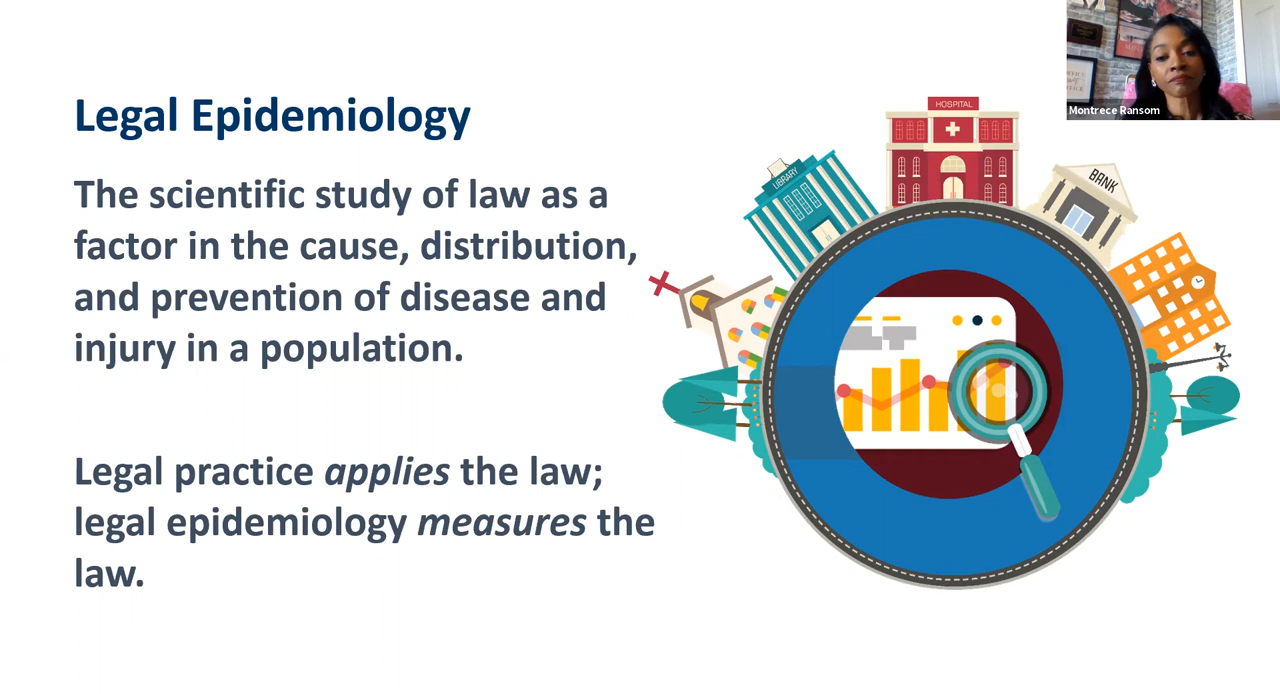 Legal Epidemiology
The scientific study of law as a
factor in the cause, distribution,
and prevention of disease and
injury in a population.
Legal practice applies the law;
legal epidemiology measures the
law.
HOSPITAL
LIBRARY
BANK
Montrece Ransom